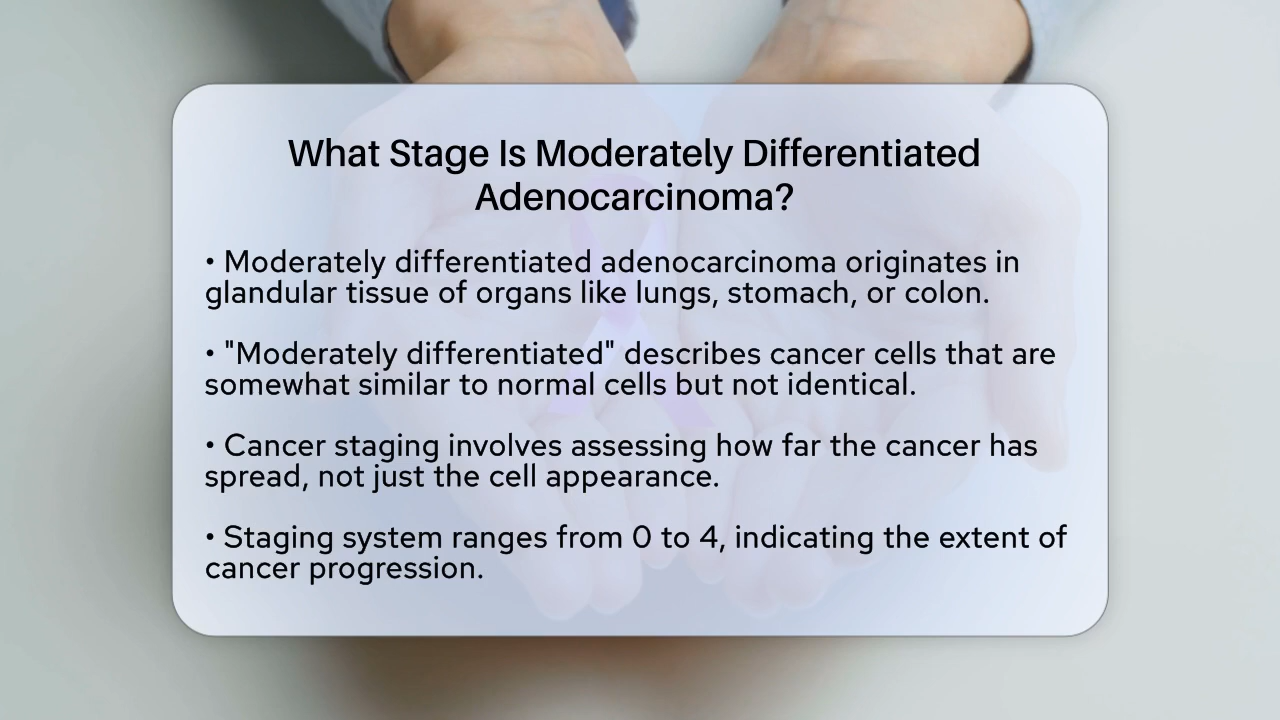 What Stage Is Moderately Differentiated
Adenocarcinoma?
• Moderately differentiated adenocarcinoma originates in
glandular tissue of organs like lungs, stomach, or colon.
• "Moderately differentiated" describes cancer cells that are
somewhat similar to normal cells but not identical.
• Cancer staging involves assessing how far the cancer has
spread, not just the cell appearance.
• Staging system ranges from 0 to 4, indicating the extent of
cancer progression.